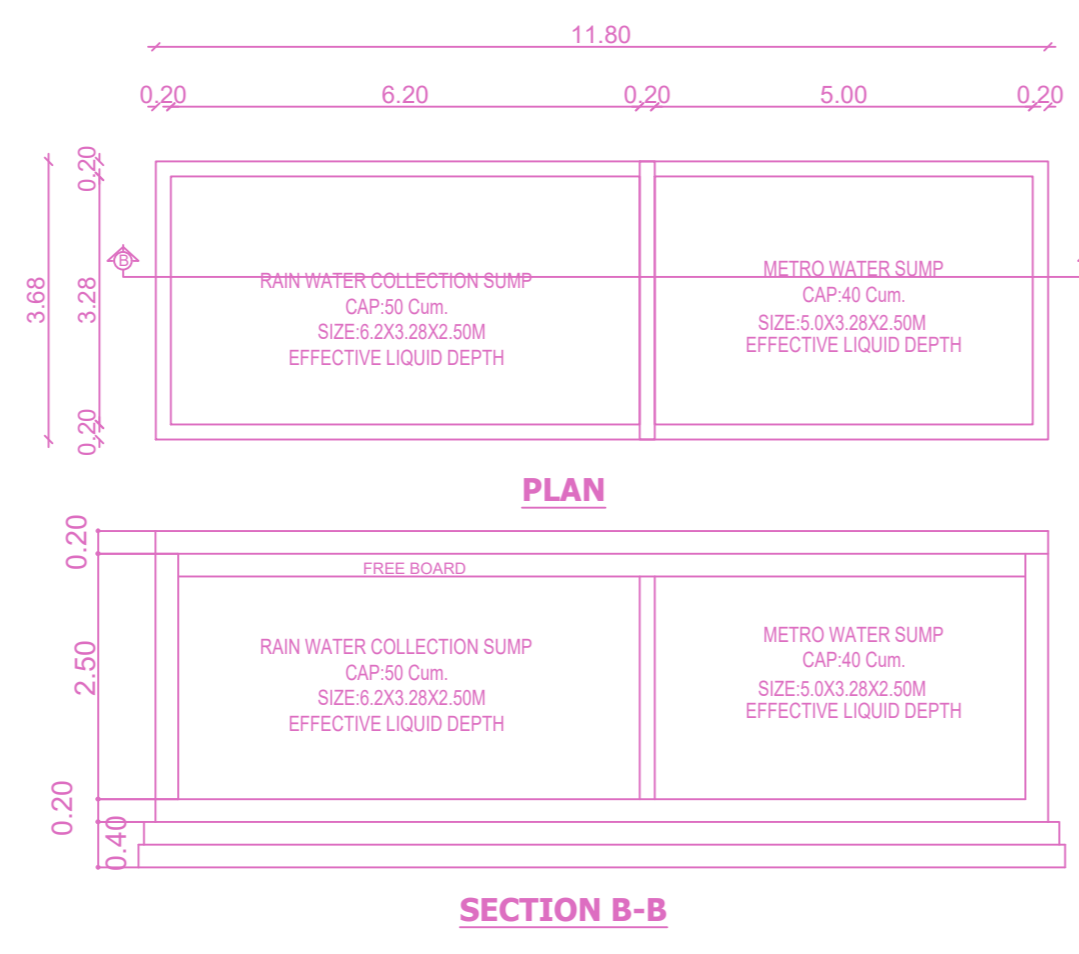 11.80
0.20 6.20 0.20 5.00 0.20
0.20
3.68
3.28
0.20
B
RAIN WATER COLLECTION SUMP
CAP:50 Cum.
SIZE:6.2X3.28X2.50M
EFFECTIVE LIQUID DEPTH
METRO WATER SUMP
CAP:40 Cum.
SIZE:5.0X3.28X2.50M
EFFECTIVE LIQUID DEPTH
PLAN
0.20
2.50
0.20
0.40
FREE BOARD
RAIN WATER COLLECTION SUMP
CAP:50 Cum.
SIZE:6.2X3.28X2.50M
EFFECTIVE LIQUID DEPTH
METRO WATER SUMP
CAP:40 Cum.
SIZE:5.0X3.28X2.50M
EFFECTIVE LIQUID DEPTH
SECTION B-B